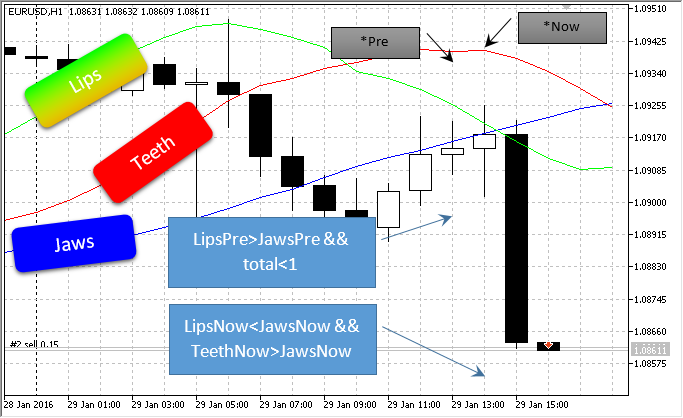 EURUSD,H1 1.08631 1.08632 1.08609 1.08611
*Pre
*Now
Lips
Teeth
Jaws
LipsPre>JawsPre &&
total<1
LipsNow<JawsNow &&
TeethNow>JawsNow
#2 sell 0.15
1.09510
1.09425
1.09340
1.09255
1.09170
1.09085
1.09000
1.08915
1.08830
1.08745
1.08660
1.08611
1.08575
28 Jan 2016
29 Jan 01:00
29 Jan 03:00
29 Jan 05:00
29 Jan 07:00
29 Jan 09:00
29 Jan 11:00
29 Jan 13:00
29 Jan 15:00